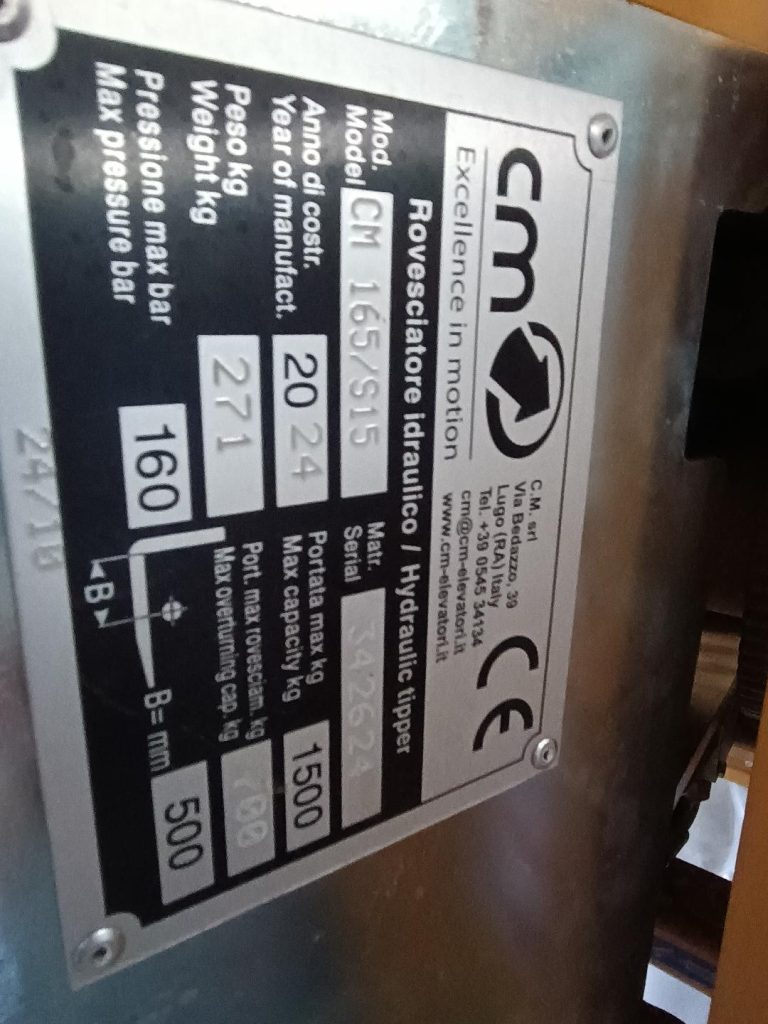 cm
Excellence in motion
C.M. srl
Via Bedazzo, 39
Lugo (RA) Italy
Tel. +39 0545 34134
cm@cm-elevatori.it
www.cm-elevatori.it
CE
Rovesciatore idraulico / Hydraulic tipper
Mod.
Model CM 165/S15
Matr.
Serial 342624
Anno di costr.
Year of manufact. 2024
Portata max kg
Max capacity kg 1500
Peso kg
Weight kg 271
Port. max rovesciam. kg
Max overturning cap. kg 700
Pressione max bar
Max pressure bar 160
B
B= mm 500
24/10